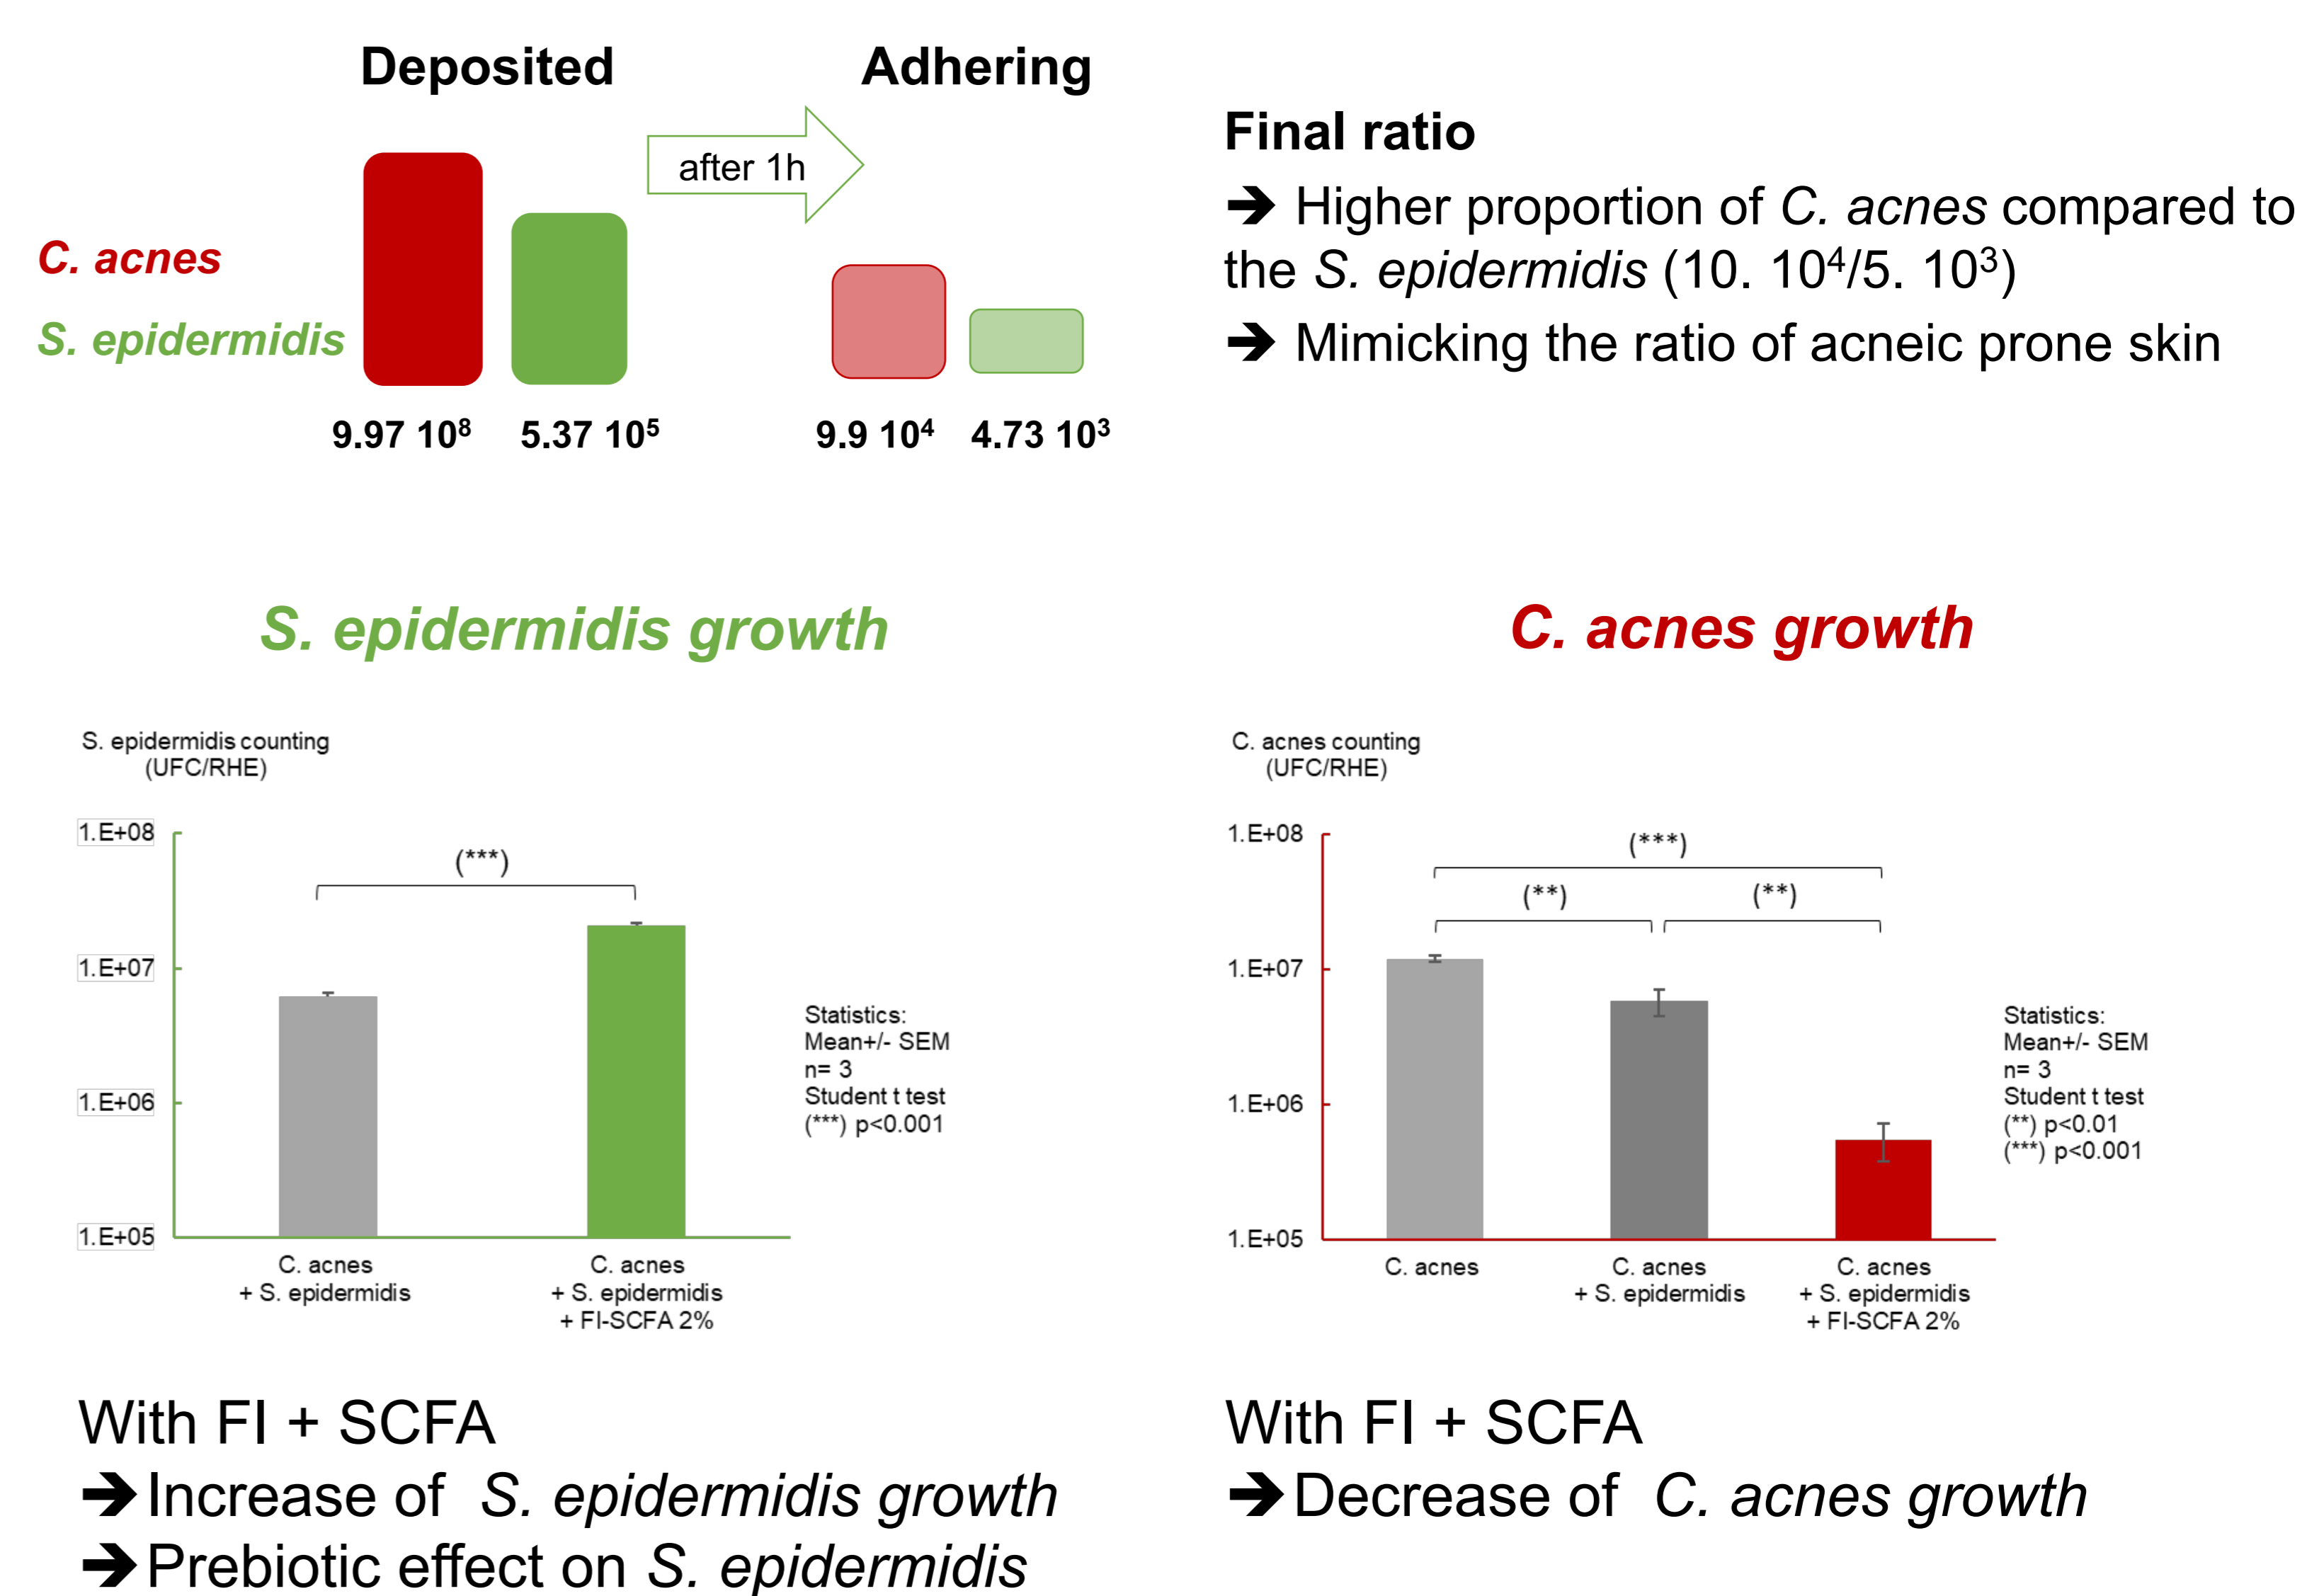 Deposited
Adhering
after 1h
C. acnes
S. epidermidis
9.97 10⁸
5.37 10⁵
9.9 10⁴
4.73 10³
Final ratio
➔ Higher proportion of C. acnes compared to
the S. epidermidis (10. 10⁴/5. 10³)
➔ Mimicking the ratio of acneic prone skin
S. epidermidis growth
S. epidermidis counting
(UFC/RHE)
1.E+08
1.E+07
1.E+06
1.E+05
(***)
C. acnes
+ S. epidermidis
C. acnes
+ S. epidermidis
+ FI-SCFA 2%
Statistics:
Mean+/- SEM
n= 3
Student t test
(***) p<0.001
With FI + SCFA
➔Increase of S. epidermidis growth
➔Prebiotic effect on S. epidermidis
C. acnes growth
C. acnes counting
(UFC/RHE)
1.E+08
1.E+07
1.E+06
1.E+05
(***)
(**)
(**)
C. acnes
C. acnes
+ S. epidermidis
C. acnes
+ S. epidermidis
+ FI-SCFA 2%
Statistics:
Mean+/- SEM
n= 3
Student t test
(**) p<0.01
(***) p<0.001
With FI + SCFA
➔Decrease of C. acnes growth